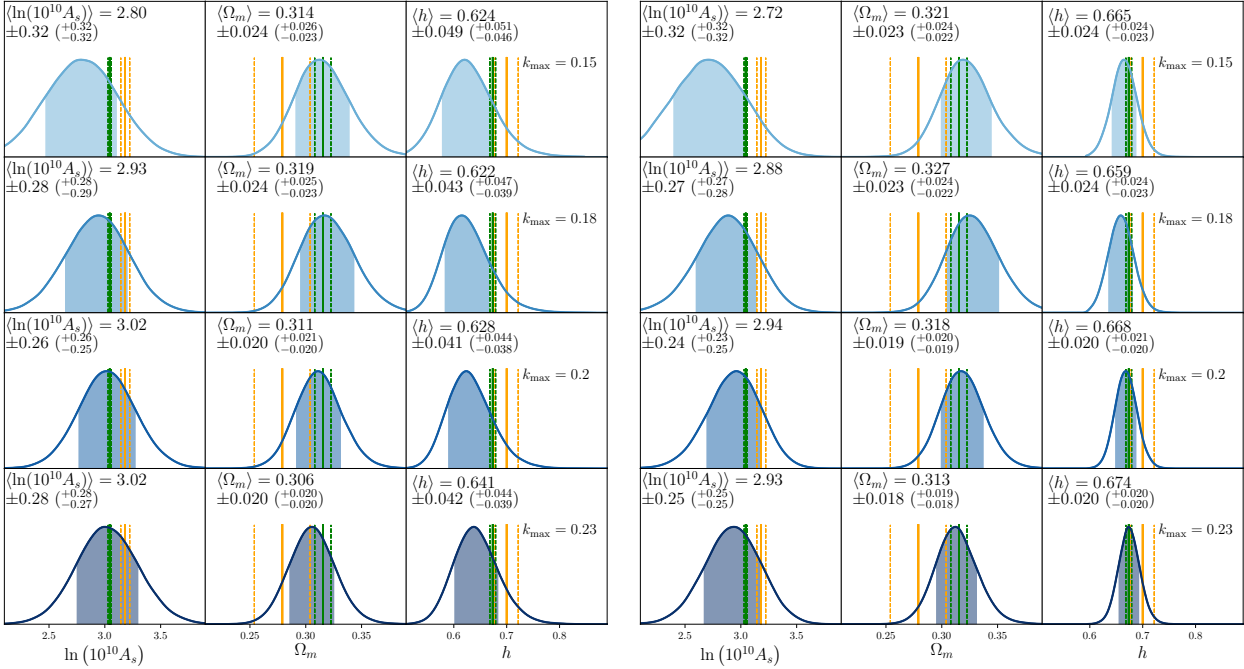 ⟨ln(10^10 A_s)⟩ = 2.80
±0.32 (+0.32 −0.32)
⟨Ω_m⟩ = 0.314
±0.024 (+0.026 −0.023)
⟨h⟩ = 0.624
±0.049 (+0.051 −0.046)
k_max = 0.15
⟨ln(10^10 A_s)⟩ = 2.93
±0.28 (+0.28 −0.29)
⟨Ω_m⟩ = 0.319
±0.024 (+0.025 −0.023)
⟨h⟩ = 0.622
±0.043 (+0.047 −0.039)
k_max = 0.18
⟨ln(10^10 A_s)⟩ = 3.02
±0.26 (+0.26 −0.25)
⟨Ω_m⟩ = 0.311
±0.020 (+0.021 −0.020)
⟨h⟩ = 0.628
±0.041 (+0.044 −0.038)
k_max = 0.2
⟨ln(10^10 A_s)⟩ = 3.02
±0.28 (+0.28 −0.27)
⟨Ω_m⟩ = 0.306
±0.020 (+0.020 −0.020)
⟨h⟩ = 0.641
±0.042 (+0.044 −0.039)
k_max = 0.23
2.5 3.0 3.5
ln (10^10 A_s)
0.25 0.30 0.35
Ω_m
0.6 0.7 0.8
h
⟨ln(10^10 A_s)⟩ = 2.72
±0.32 (+0.32 −0.32)
⟨Ω_m⟩ = 0.321
±0.023 (+0.024 −0.022)
⟨h⟩ = 0.665
±0.024 (+0.024 −0.023)
k_max = 0.15
⟨ln(10^10 A_s)⟩ = 2.88
±0.27 (+0.27 −0.28)
⟨Ω_m⟩ = 0.327
±0.023 (+0.024 −0.022)
⟨h⟩ = 0.659
±0.024 (+0.024 −0.023)
k_max = 0.18
⟨ln(10^10 A_s)⟩ = 2.94
±0.24 (+0.23 −0.25)
⟨Ω_m⟩ = 0.318
±0.019 (+0.020 −0.019)
⟨h⟩ = 0.668
±0.020 (+0.021 −0.020)
k_max = 0.2
⟨ln(10^10 A_s)⟩ = 2.93
±0.25 (+0.25 −0.25)
⟨Ω_m⟩ = 0.313
±0.018 (+0.019 −0.018)
⟨h⟩ = 0.674
±0.020 (+0.020 −0.020)
k_max = 0.23
2.5 3.0 3.5
ln (10^10 A_s)
0.25 0.30 0.35
Ω_m
0.6 0.7 0.8
h